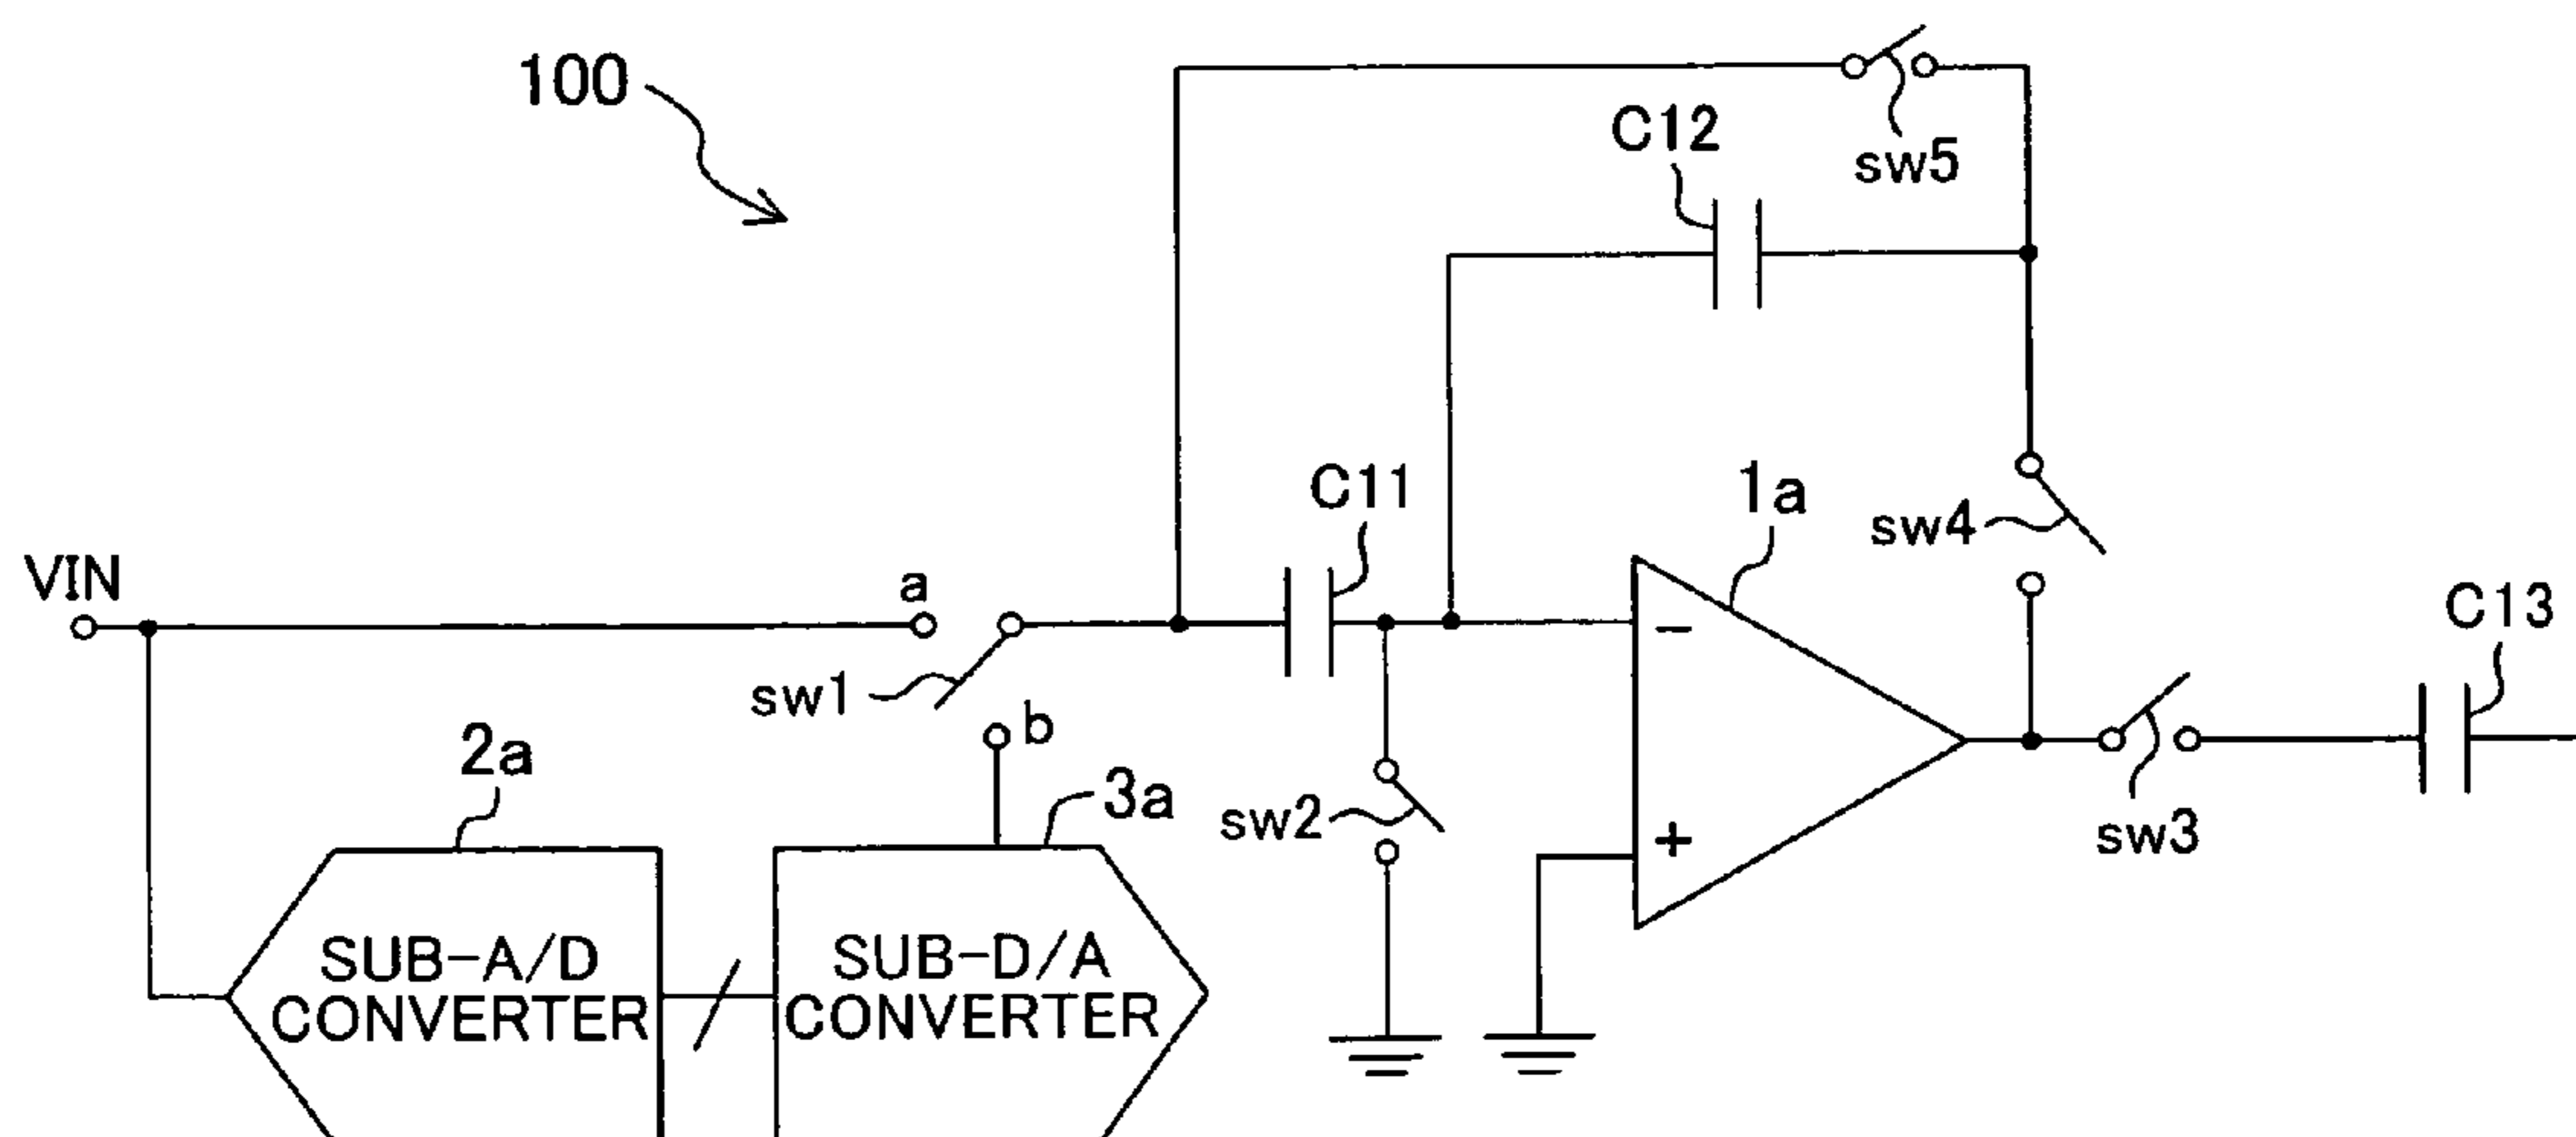 100
C12
sw5
C11
1a
sw4
VIN
a
C13
sw1
b
2a
3a
sw2
sw3
−
+
SUB-A/D
CONVERTER
SUB-D/A
CONVERTER